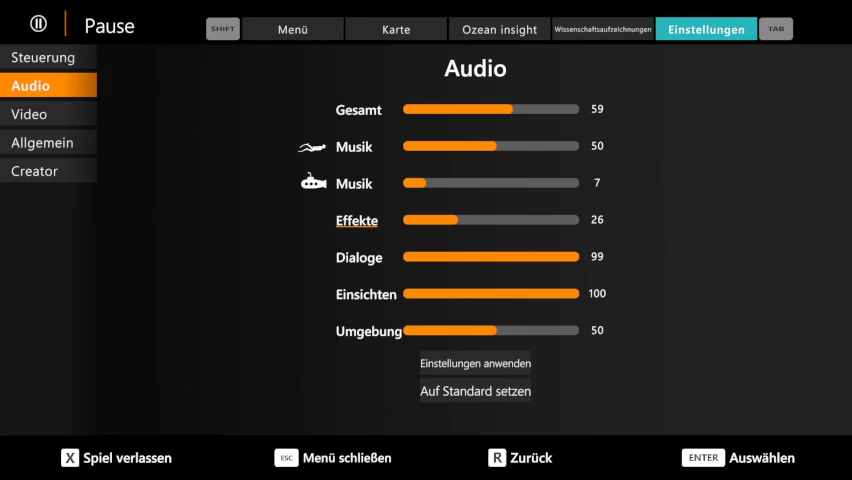 Pause
SHIFT Menü Karte Ozean insight Wissenschaftsaufzeichnungen Einstellungen TAB
Steuerung
Audio
Video
Allgemein
Creator
Audio
Gesamt 59
Musik 50
Musik 7
Effekte 26
Dialoge 99
Einsichten 100
Umgebung 50
Einstellungen anwenden
Auf Standard setzen
X Spiel verlassen ESC Menü schließen R Zurück ENTER Auswählen